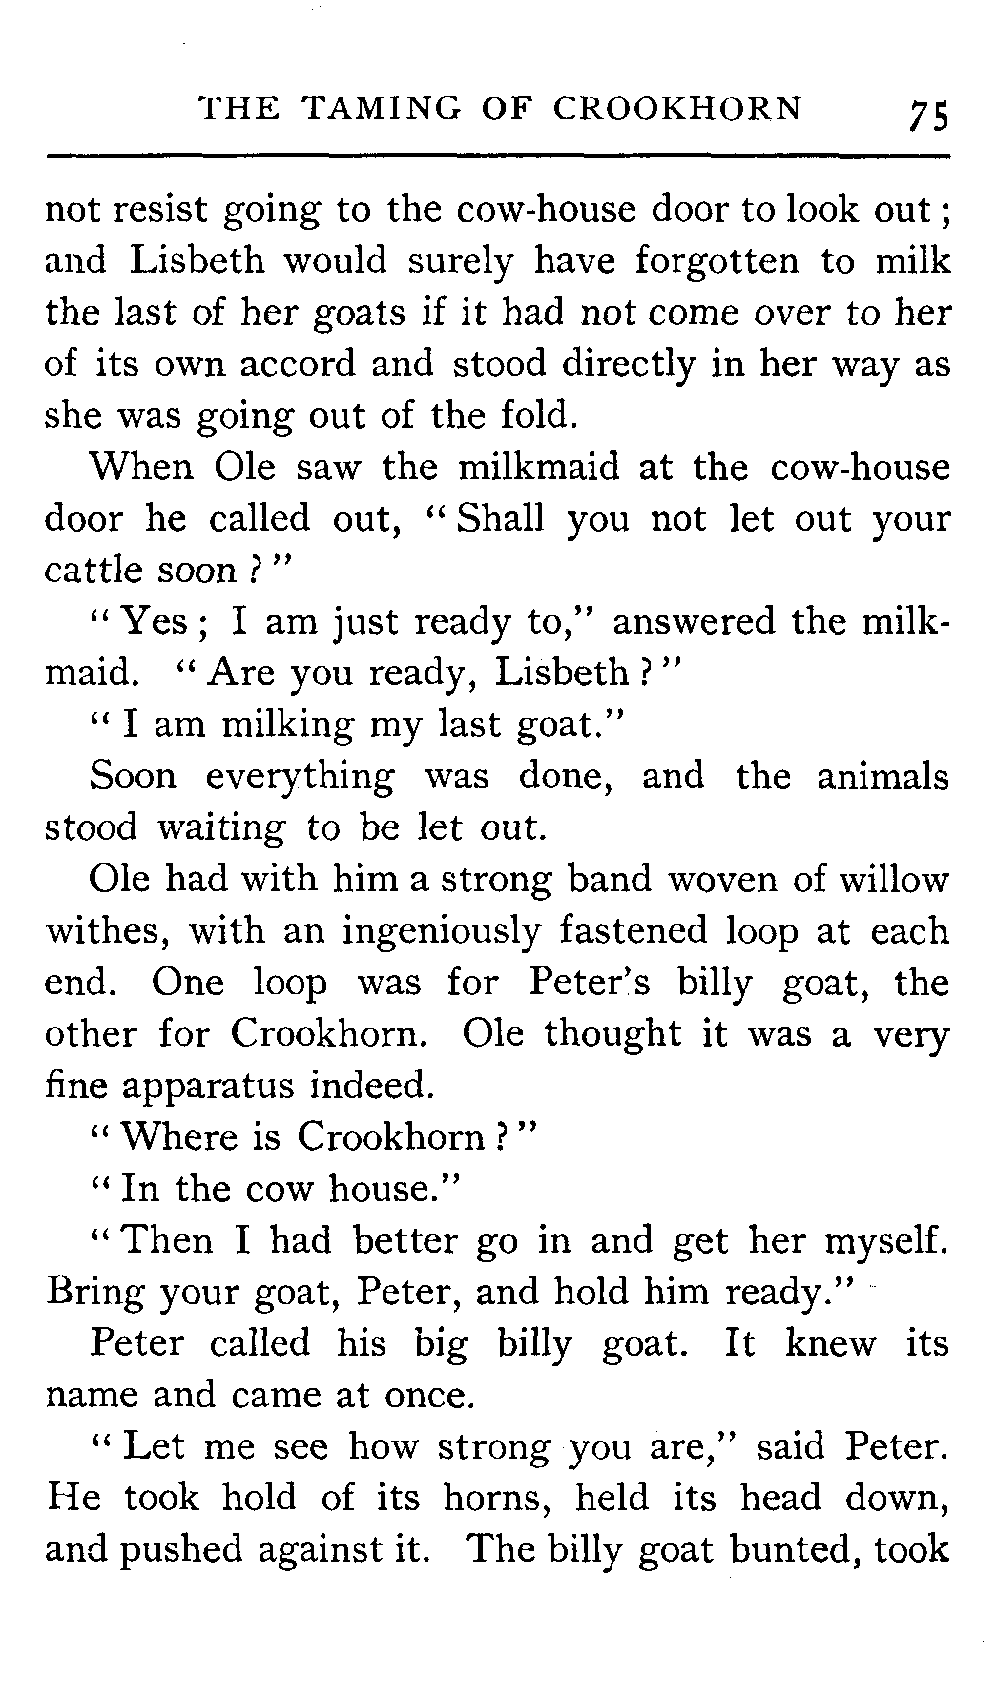 THE TAMING OF CROOKHORN 75
not resist going to the cow-house door to look out ;
and Lisbeth would surely have forgotten to milk
the last of her goats if it had not come over to her
of its own accord and stood directly in her way as
she was going out of the fold.
When Ole saw the milkmaid at the cow-house
door he called out, “ Shall you not let out your
cattle soon ? ”
“ Yes ; I am just ready to,” answered the milk-
maid. “ Are you ready, Lisbeth ? ”
“ I am milking my last goat.”
Soon everything was done, and the animals
stood waiting to be let out.
Ole had with him a strong band woven of willow
withes, with an ingeniously fastened loop at each
end. One loop was for Peter’s billy goat, the
other for Crookhorn. Ole thought it was a very
fine apparatus indeed.
“ Where is Crookhorn ? ”
“ In the cow house.”
“ Then I had better go in and get her myself.
Bring your goat, Peter, and hold him ready.”
Peter called his big billy goat. It knew its
name and came at once.
“ Let me see how strong you are,” said Peter.
He took hold of its horns, held its head down,
and pushed against it. The billy goat bunted, took